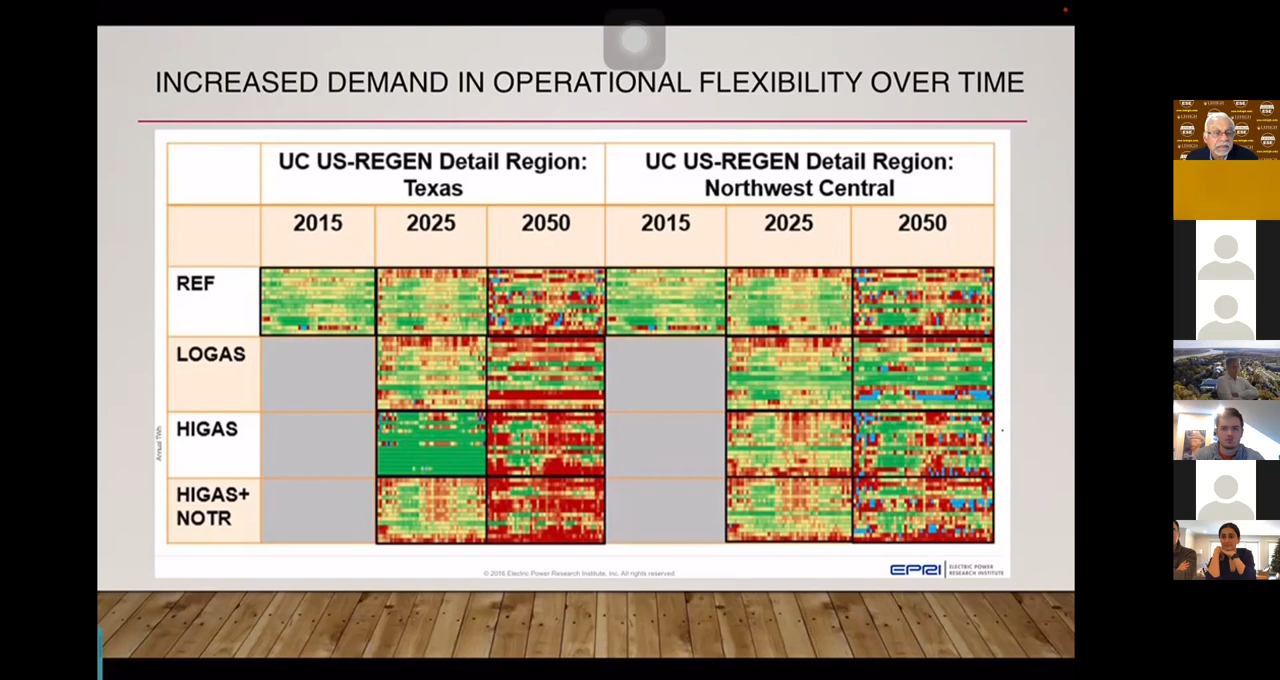 INCREASED DEMAND IN OPERATIONAL FLEXIBILITY OVER TIME
UC US-REGEN Detail Region:
Texas
UC US-REGEN Detail Region:
Northwest Central
2015 2025 2050 2015 2025 2050
REF
LOGAS
HIGAS
HIGAS+
NOTR
Annual TWh
© 2016 Electric Power Research Institute, Inc. All rights reserved.
EPRI ELECTRIC POWER
RESEARCH INSTITUTE